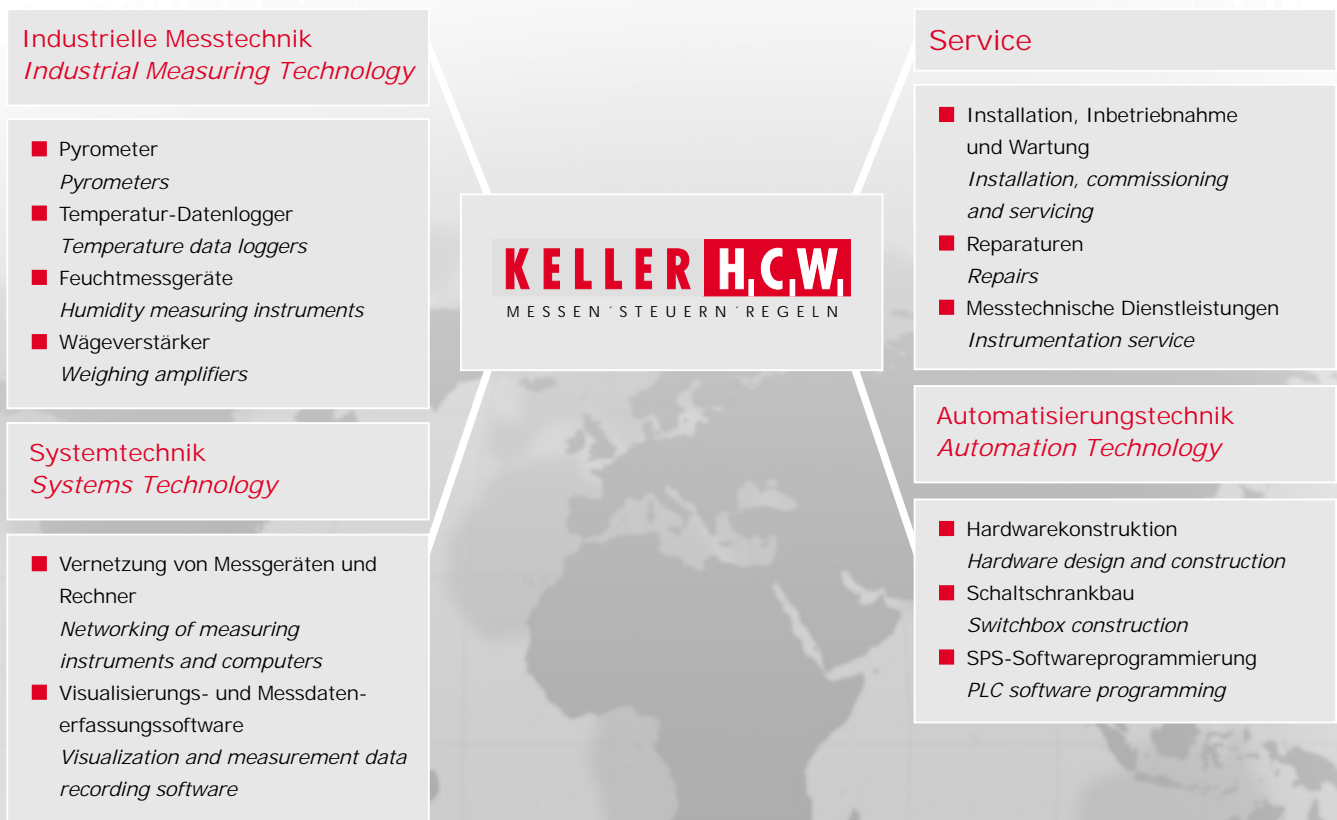 Industrielle Messtechnik
Industrial Measuring Technology
Pyrometer
Pyrometers
Temperatur-Datenlogger
Temperature data loggers
Feuchtmessgeräte
Humidity measuring instruments
Wägeverstärker
Weighing amplifiers
Systemtechnik
Systems Technology
Vernetzung von Messgeräten und
Rechner
Networking of measuring
instruments and computers
Visualisierungs- und Messdaten-
erfassungssoftware
Visualization and measurement data
recording software
KELLER H.C.W.
MESSEN´STEUERN´REGELN
Service
Installation, Inbetriebnahme
und Wartung
Installation, commissioning
and servicing
Reparaturen
Repairs
Messtechnische Dienstleistungen
Instrumentation service
Automatisierungstechnik
Automation Technology
Hardwarekonstruktion
Hardware design and construction
Schaltschrankbau
Switchbox construction
SPS-Softwareprogrammierung
PLC software programming